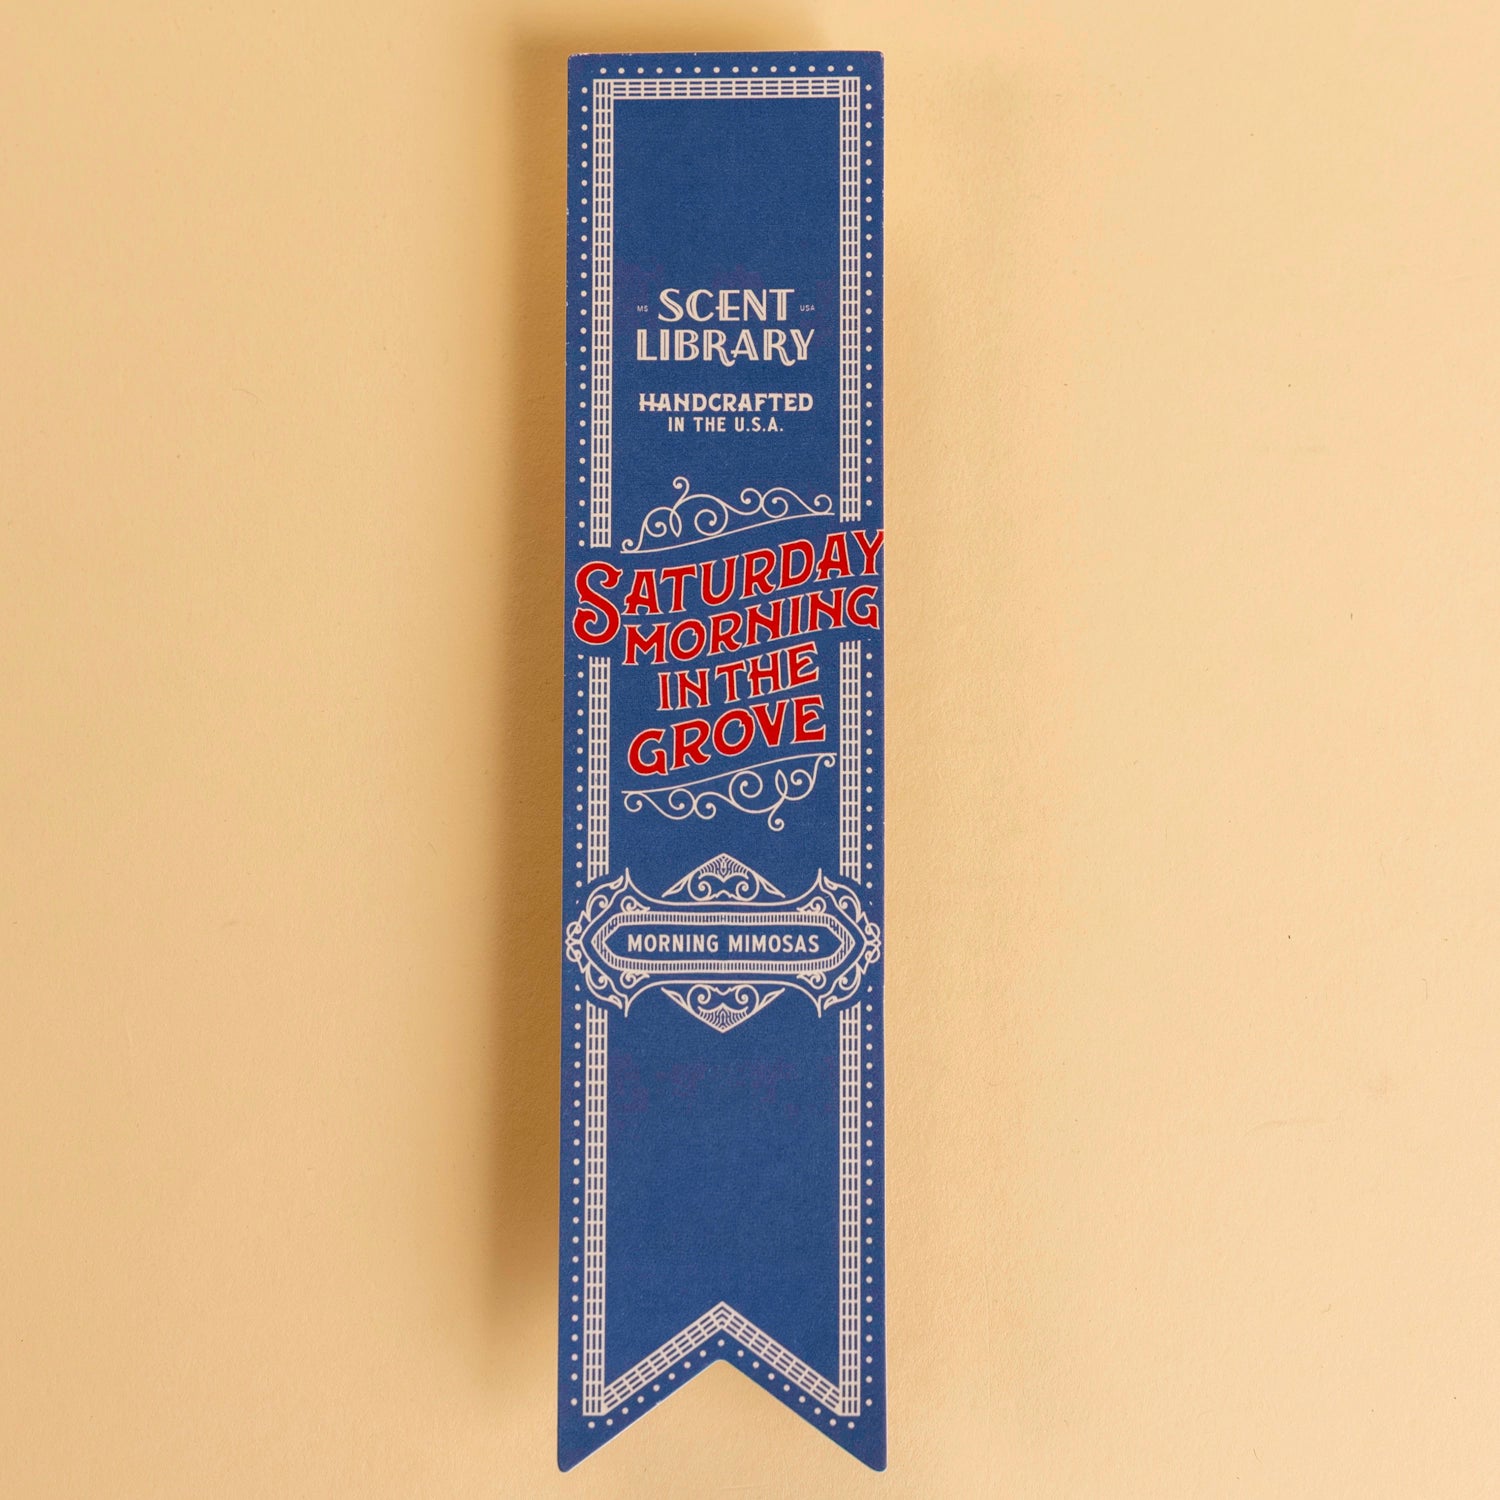 MS SCENT USA
LIBRARY
HANDCRAFTED
IN THE U.S.A.
SATURDAY
MORNING
IN THE
GROVE
MORNING MIMOSAS